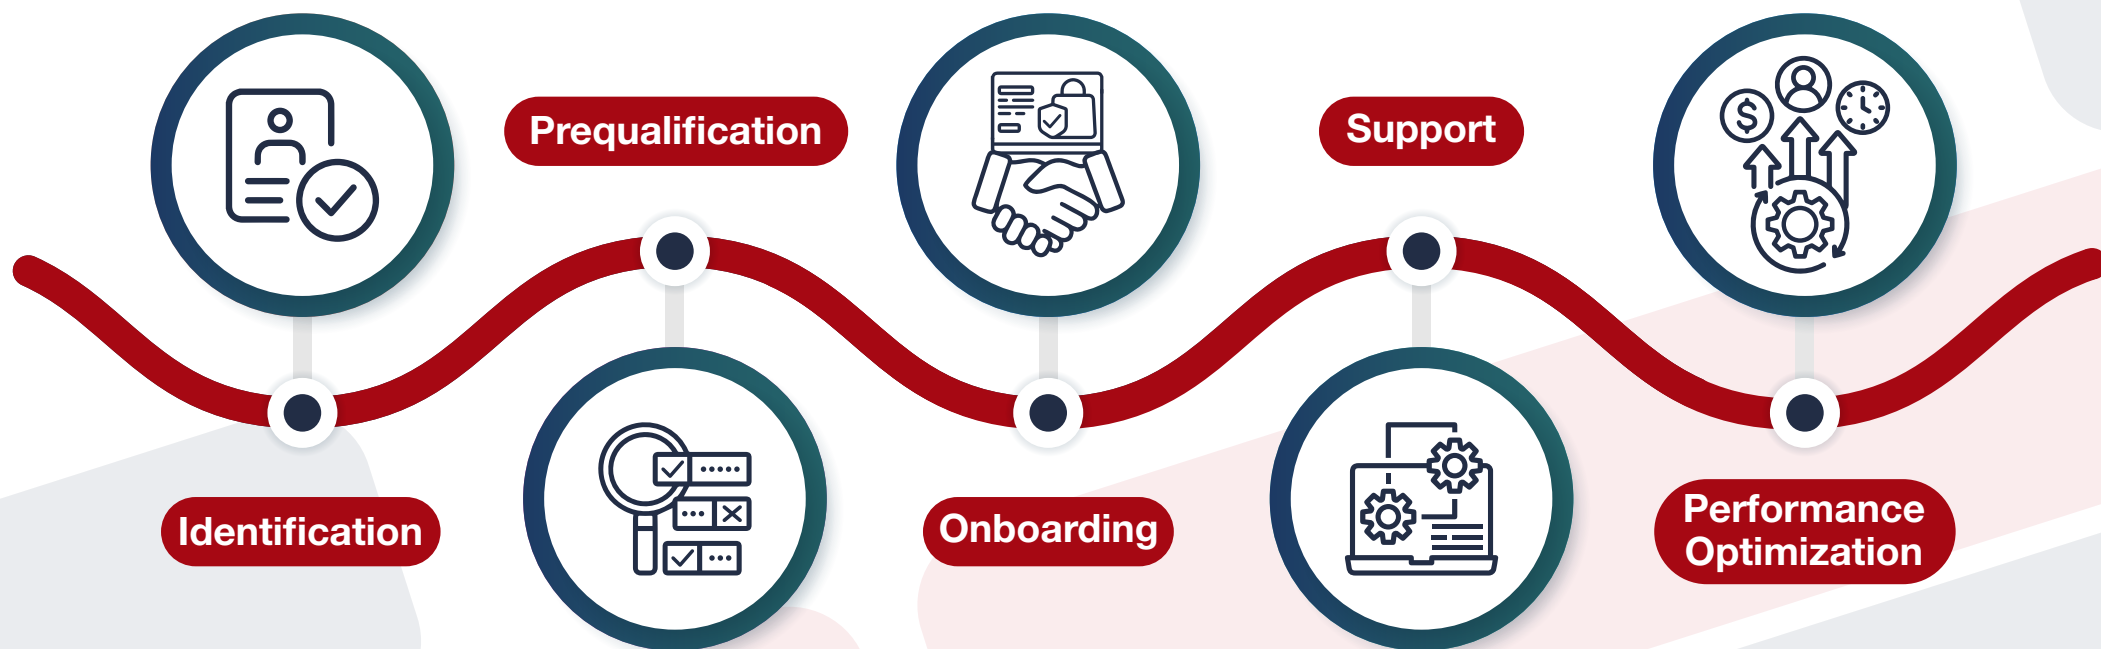 Identification
Prequalification
Onboarding
Support
Performance
Optimization
$